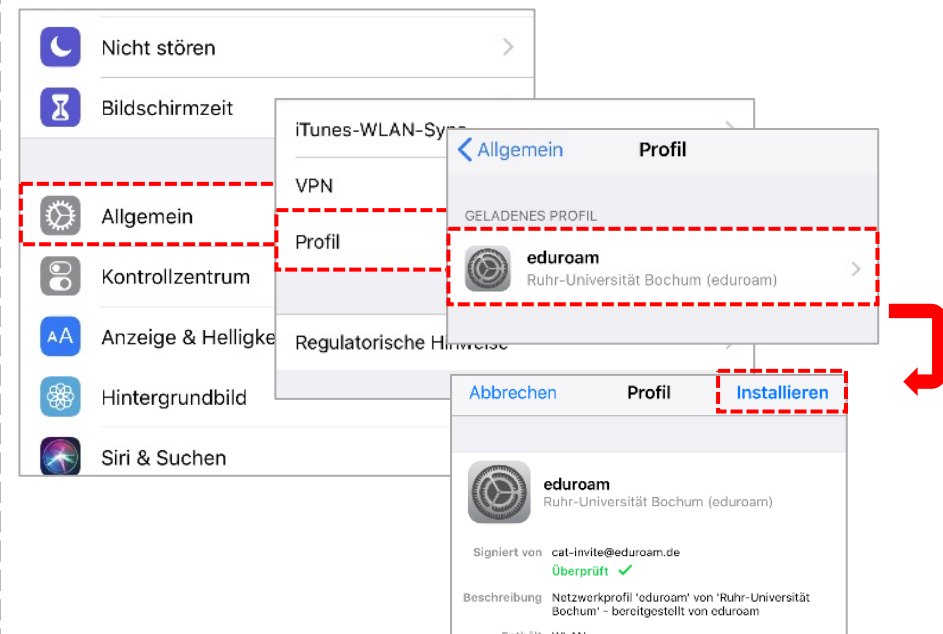 Nicht stören
Bildschirmzeit
Allgemein
Kontrollzentrum
AA Anzeige & Helligke
Hintergrundbild
Siri & Suchen
iTunes-WLAN-Sync
VPN
Profil
Regulatorische Hinweise
Allgemein Profil
GELADENES PROFIL
eduroam
Ruhr-Universität Bochum (eduroam)
Abbrechen Profil Installieren
eduroam
Ruhr-Universität Bochum (eduroam)
Signiert von cat-invite@eduroam.de
Überprüft
Beschreibung Netzwerkprofil 'eduroam' von 'Ruhr-Universität
Bochum' - bereitgestellt von eduroam